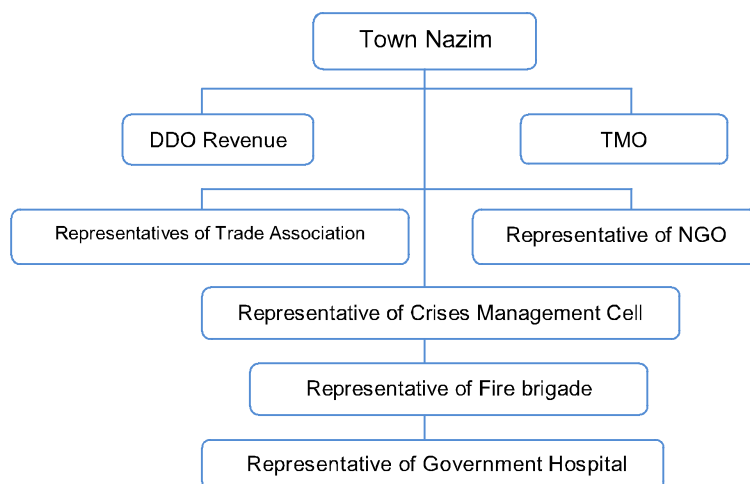 Town Nazim
DDO Revenue
TMO
Representatives of Trade Association
Representative of NGO
Representative of Crises Management Cell
Representative of Fire brigade
Representative of Government Hospital